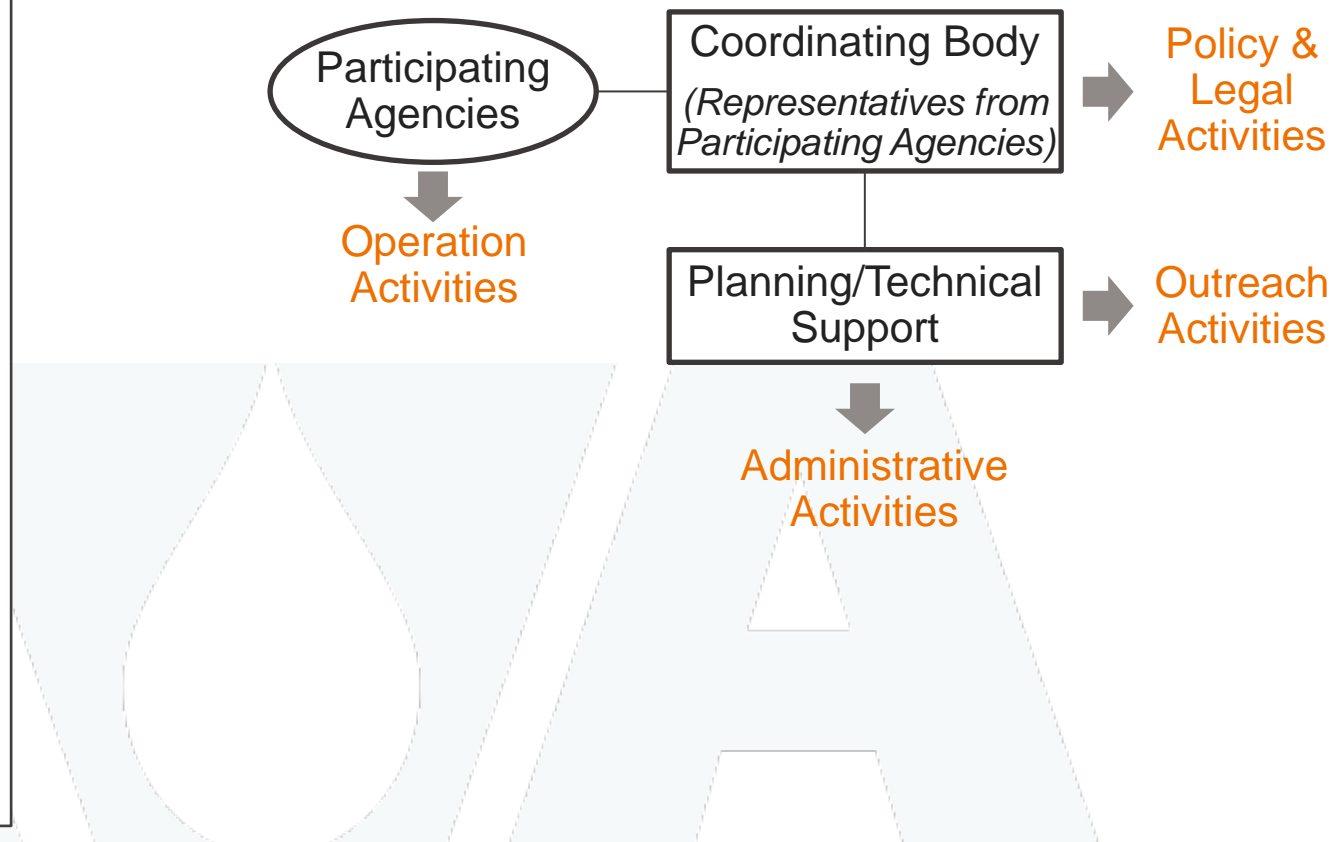 Participating
Agencies
Coordinating Body
(Representatives from
Participating Agencies)
Policy &
Legal
Activities
Operation
Activities
Planning/Technical
Support
Outreach
Activities
Administrative
Activities